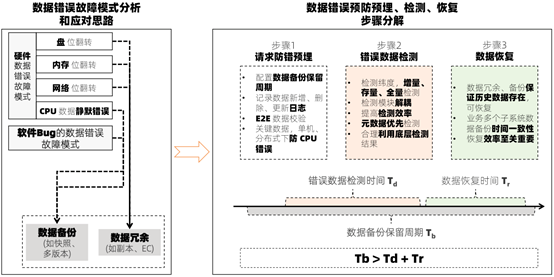 数据错误故障模式分析
和应对思路
硬件
数据
错误
故障
模式
盘 位翻转
内存 位翻转
网络 位翻转
CPU 数据静默错误
软件Bug的数据错误
故障模式
数据备份
(如快照、
多版本)
数据冗余
(如副本、EC)
数据错误预防预埋、检测、恢复
步骤分解
步骤1
请求防错预埋
• 配置数据备份保留
周期
• 记录数据新增、删
除、更新日志
• E2E 数据校验
• 关键数据,单机、
分布式下防 CPU
错误
步骤2
错误数据检测
• 检测纬度,增量、
存量、全量检测
• 检测模块解耦
• 提高检测效率
• 元数据优先检测
• 合理利用底层检测
结果
步骤3
数据恢复
• 数据冗余、备份保
证历史数据存在,
可恢复
• 业务多个子系统数
据备份时间一致性
• 恢复效率至关重要
错误数据检测时间 Td
数据恢复时间 Tr
数据备份保留周期 Tb
Tb > Td + Tr